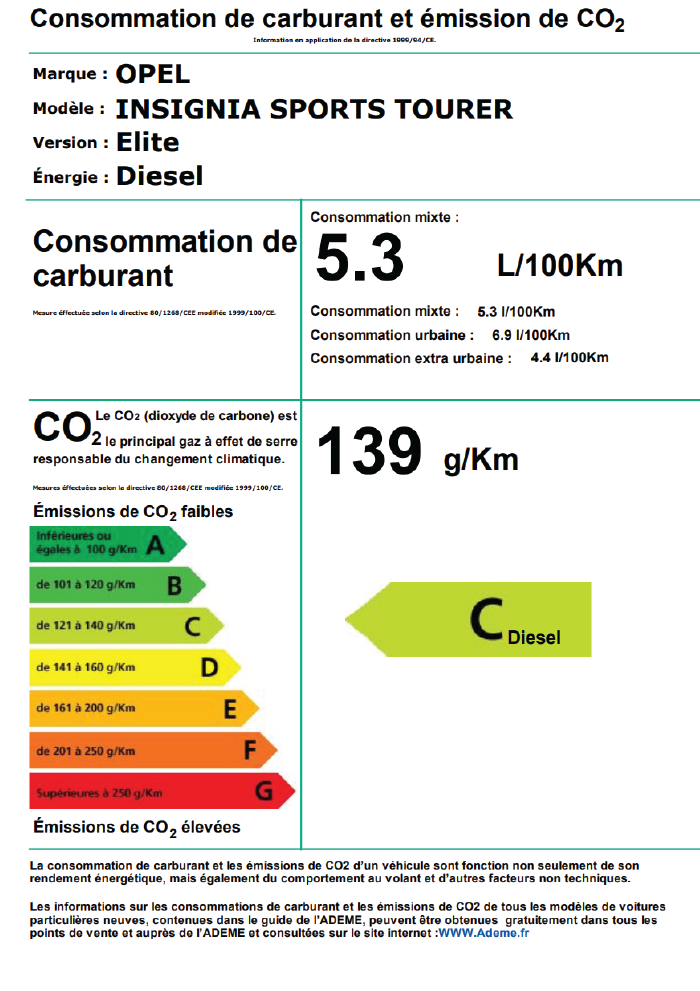 Consommation de carburant et émission de CO2
Information en application de la directive 1999/94/CE.
Marque : OPEL
Modèle : INSIGNIA SPORTS TOURER
Version : Elite
Énergie : Diesel
Consommation de
carburant
Mesure éffectuée selon la directive 80/1268/CEE modifiée 1999/100/CE.
Consommation mixte :
5.3 L/100Km
Consommation mixte : 5.3 l/100Km
Consommation urbaine : 6.9 l/100Km
Consommation extra urbaine : 4.4 l/100Km
CO2 Le CO2 (dioxyde de carbone) est
le principal gaz à effet de serre
responsable du changement climatique.
Mesures éffectuées selon la directive 80/1268/CEE modifiée 1999/100/CE.
139 g/Km
Émissions de CO2 faibles
Inférieures ou
égales à 100 g/Km A
de 101 à 120 g/Km B
de 121 à 140 g/Km C
de 141 à 160 g/Km D
de 161 à 200 g/Km E
de 201 à 250 g/Km F
Supérieures à 250 g/Km G
C Diesel
Émissions de CO2 élevées
La consommation de carburant et les émissions de CO2 d'un véhicule sont fonction non seulement de son
rendement énergétique, mais également du comportement au volant et d'autres facteurs non techniques.
Les informations sur les consommations de carburant et les émissions de CO2 de tous les modèles de voitures
particulières neuves, contenues dans le guide de l'ADEME, peuvent être obtenues gratuitement dans tous les
points de vente et auprès de l'ADEME et consultées sur le site internet :WWW.Ademe.fr